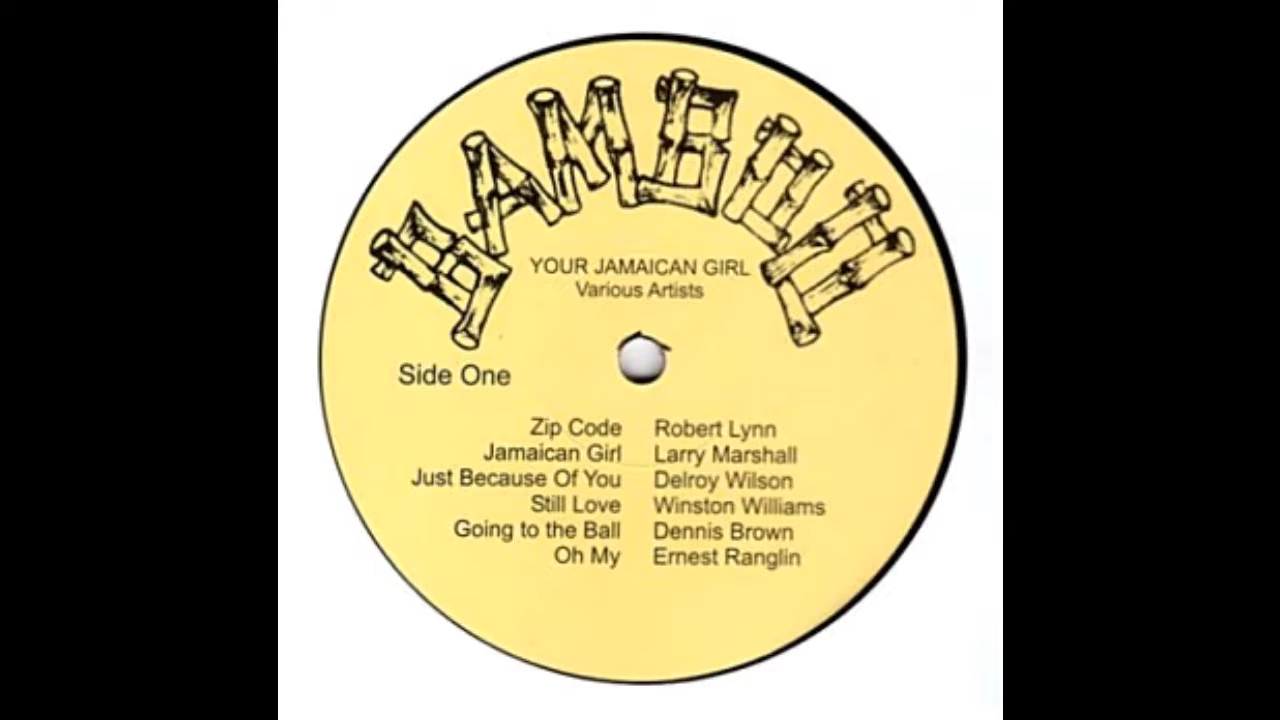 BAMBOO
YOUR JAMAICAN GIRL
Various Artists
Side One
Zip Code Robert Lynn
Jamaican Girl Larry Marshall
Just Because Of You Delroy Wilson
Still Love Winston Williams
Going to the Ball Dennis Brown
Oh My Ernest Ranglin